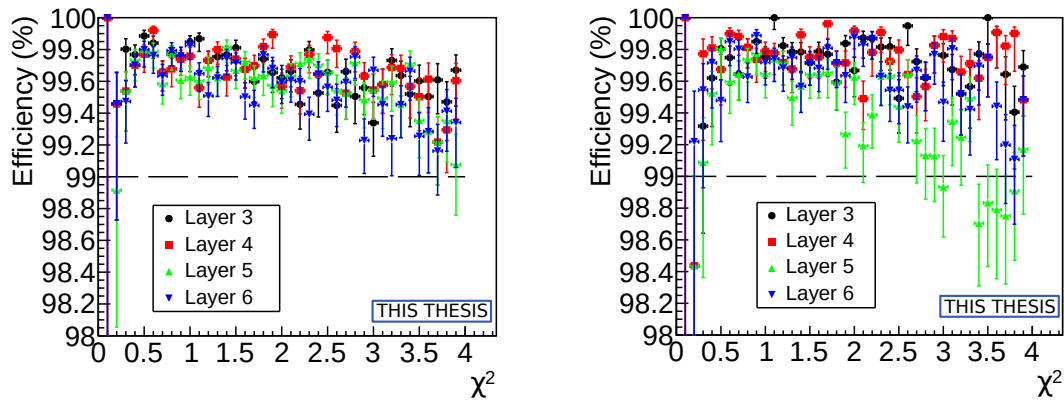 Efficiency (%)
100
99.8
99.6
99.4
99.2
99
98.8
98.6
98.4
98.2
98
Layer 3
Layer 4
Layer 5
Layer 6
THIS THESIS
0 0.5 1 1.5 2 2.5 3 3.5 4
χ²
Efficiency (%)
100
99.8
99.6
99.4
99.2
99
98.8
98.6
98.4
98.2
98
Layer 3
Layer 4
Layer 5
Layer 6
THIS THESIS
0 0.5 1 1.5 2 2.5 3 3.5 4
χ²